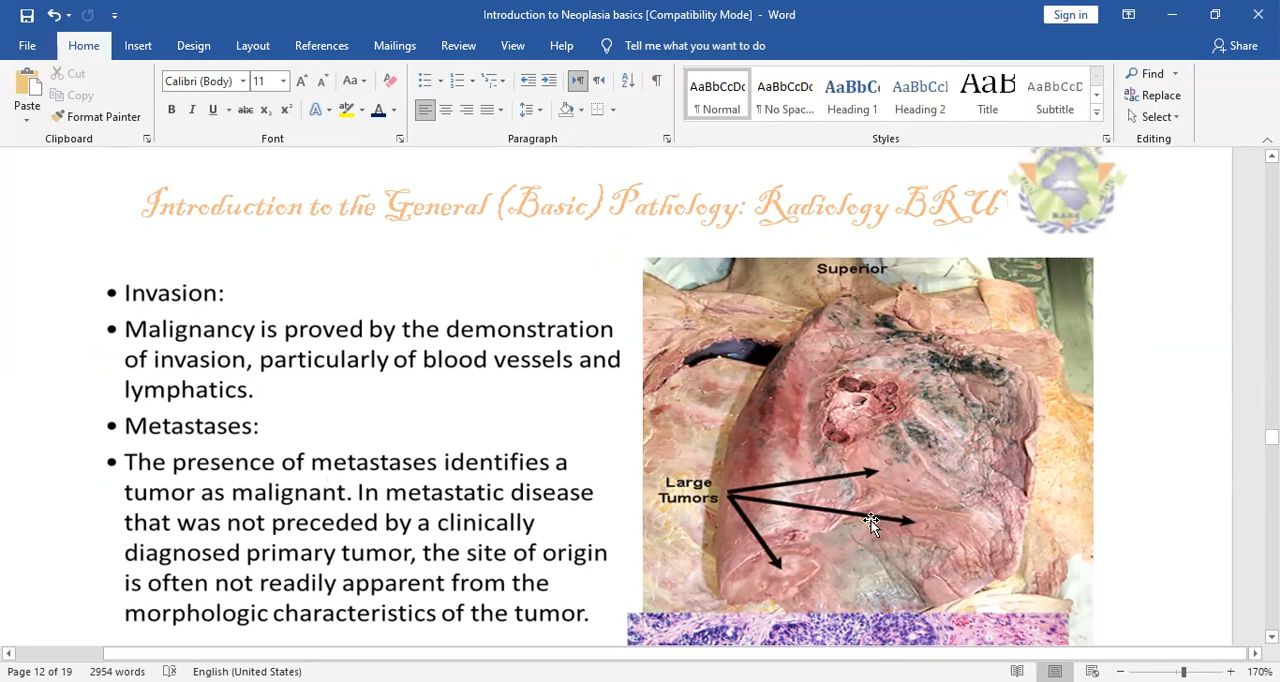 Introduction to Neoplasia basics [Compatibility Mode] - Word
Sign in
File Home Insert Design Layout References Mailings Review View Help Tell me what you want to do Share
Paste
Cut
Copy
Format Painter
Clipboard
Calibri (Body) 11
Font
Paragraph
AaBbCcDc AaBbCcDc AaBbC AaBbCcl AaB AaBbCcD
¶ Normal ¶ No Spac... Heading 1 Heading 2 Title Subtitle
Styles
Find
Replace
Select
Editing
Introduction to the General (Basic) Pathology: Radiology BRU
• Invasion:
• Malignancy is proved by the demonstration
of invasion, particularly of blood vessels and
lymphatics.
• Metastases:
• The presence of metastases identifies a
tumor as malignant. In metastatic disease
that was not preceded by a clinically
diagnosed primary tumor, the site of origin
is often not readily apparent from the
morphologic characteristics of the tumor.
Superior
Large
Tumors
Page 12 of 19 2954 words English (United States) 170%